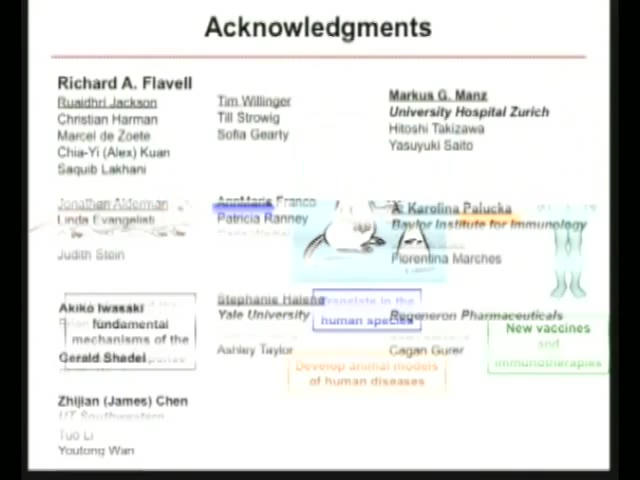 Acknowledgments
Richard A. Flavell
Ruaidhri Jackson
Christian Harman
Marcel de Zoete
Chia-Yi (Alex) Kuan
Saquib Lakhani
Jonathan Alderman
Linda Evangelisti
Judith Stein
Akiko Iwasaki
fundamental
mechanisms of the
Gerald Shadel
Zhijian (James) Chen
UT Southwestern
Tuo Li
Youtong Wan
Tim Willinger
Till Strowig
Sofia Gearty
AnnMarie Franco
Patricia Ranney
Stephanie Halene
Yale University
Ashley Taylor
Translate in the
human species
Develop animal models
of human diseases
Markus G. Manz
University Hospital Zurich
Hitoshi Takizawa
Yasuyuki Saito
A. Karolina Palucka
Baylor Institute for Immunology
Florentina Marches
Regeneron Pharmaceuticals
Cagan Gurer
New vaccines
and
immunotherapies